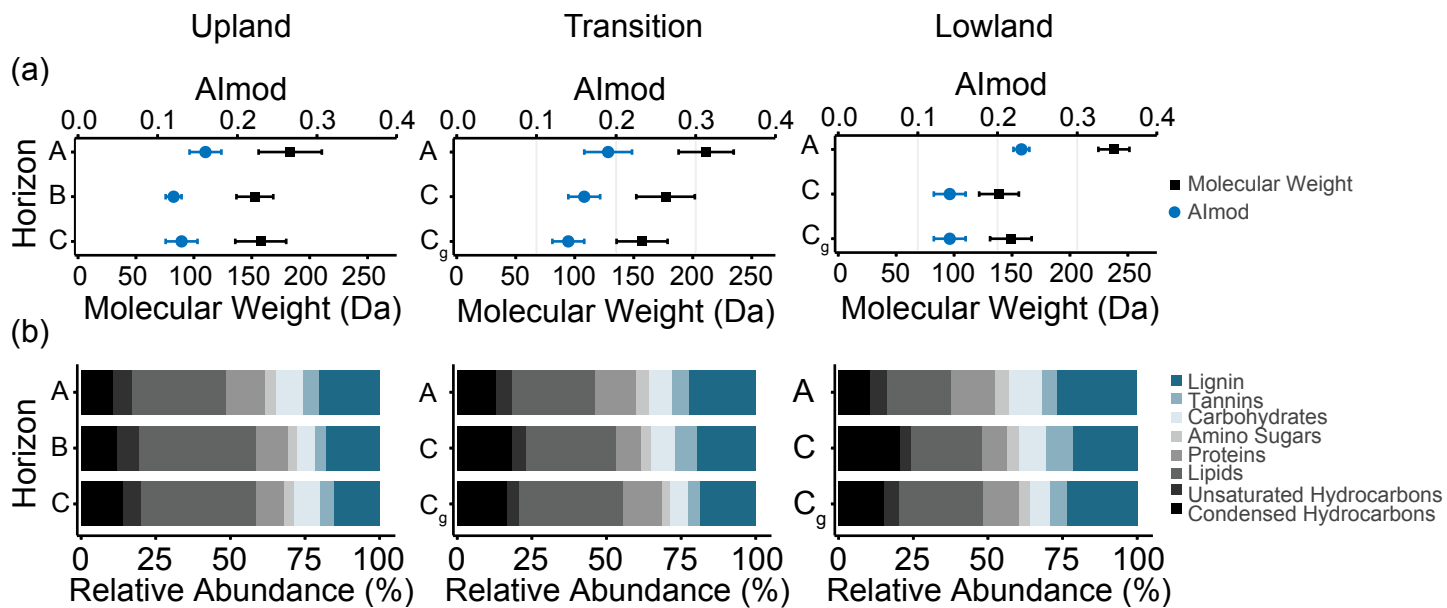 Upland Transition Lowland
(a)
AImod AImod AImod
0.0 0.1 0.2 0.3 0.4 0.0 0.1 0.2 0.3 0.4 0.0 0.1 0.2 0.3 0.4
Horizon
A A A
B C C
C Cg Cg
Molecular Weight
AImod
0 50 100 150 200 250 0 50 100 150 200 250 0 50 100 150 200 250
Molecular Weight (Da) Molecular Weight (Da) Molecular Weight (Da)
(b)
Horizon
A A A
B C C
C Cg Cg
Lignin
Tannins
Carbohydrates
Amino Sugars
Proteins
Lipids
Unsaturated Hydrocarbons
Condensed Hydrocarbons
0 25 50 75 100 0 25 50 75 100 0 25 50 75 100
Relative Abundance (%) Relative Abundance (%) Relative Abundance (%)